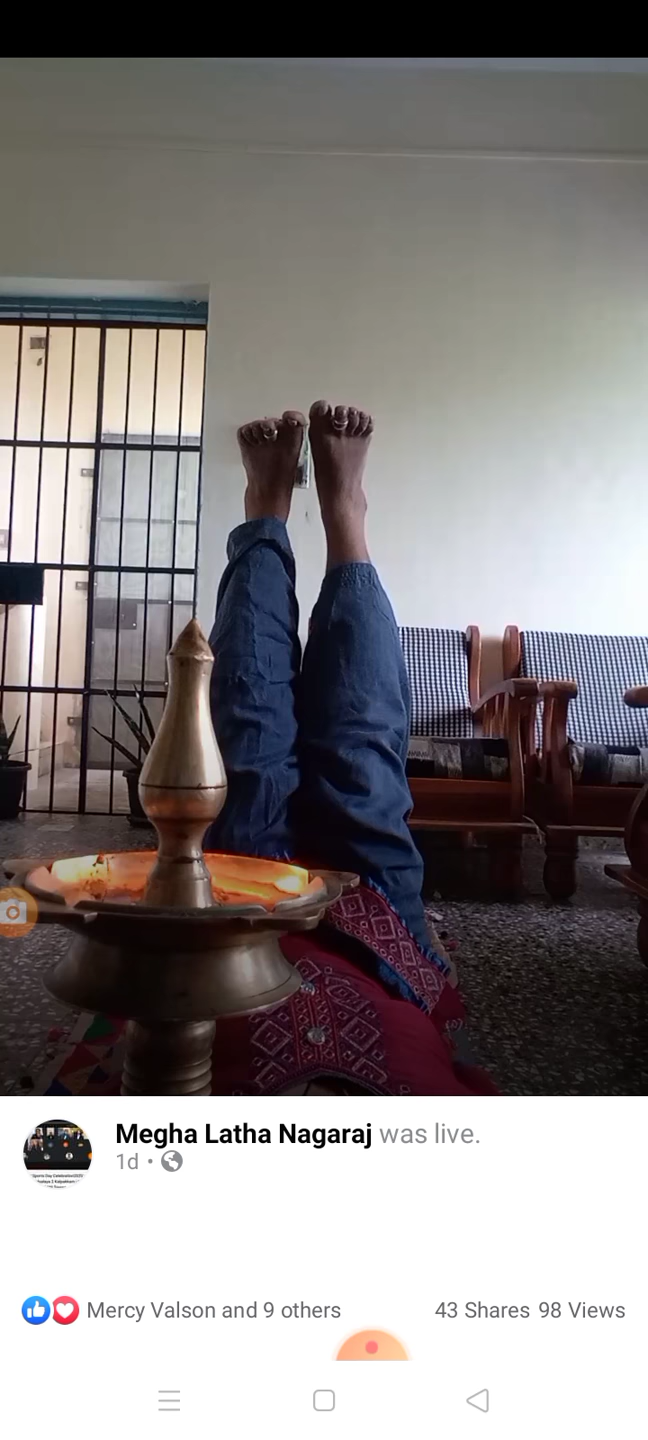 Megha Latha Nagaraj was live.
1d •
Mercy Valson and 9 others
43 Shares 98 Views